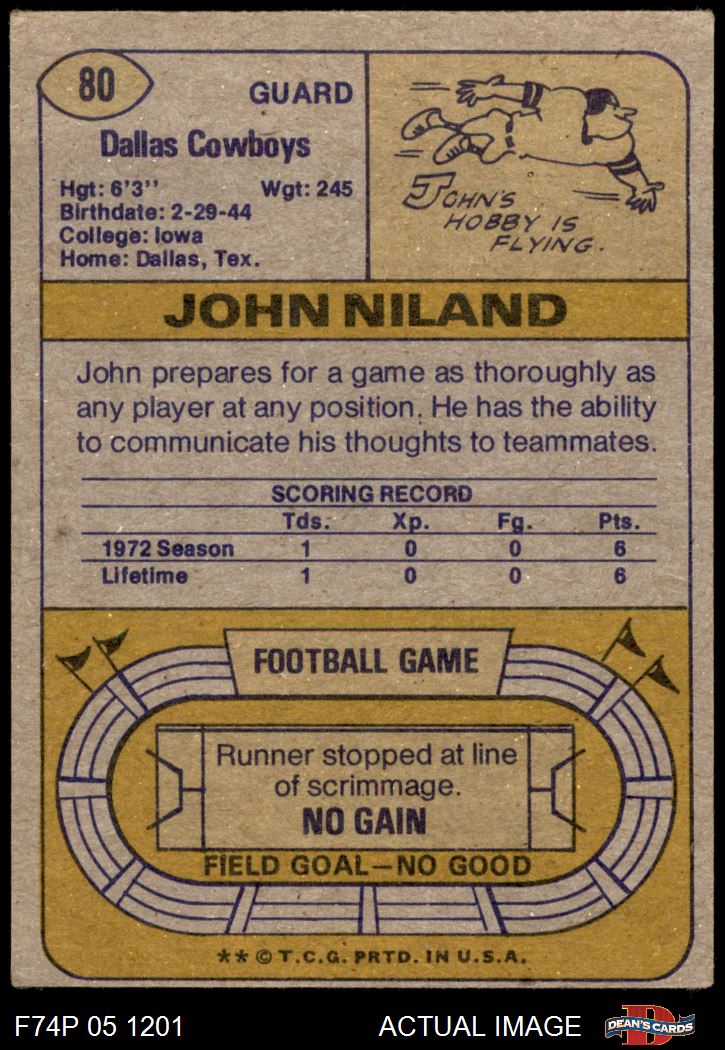 80
GUARD
Dallas Cowboys
Hgt: 6'3'' Wgt: 245
Birthdate: 2-29-44
College: Iowa
Home: Dallas, Tex.
JOHN'S
HOBBY IS
FLYING.
JOHN NILAND
John prepares for a game as thoroughly as
any player at any position. He has the ability
to communicate his thoughts to teammates.
SCORING RECORD
Tds. Xp. Fg. Pts.
1972 Season 1 0 0 6
Lifetime 1 0 0 6
FOOTBALL GAME
Runner stopped at line
of scrimmage.
NO GAIN
FIELD GOAL—NO GOOD
** © T.C.G. PRTD. IN U.S.A.
F74P 05 1201 ACTUAL IMAGE D DEAN'S CARDS